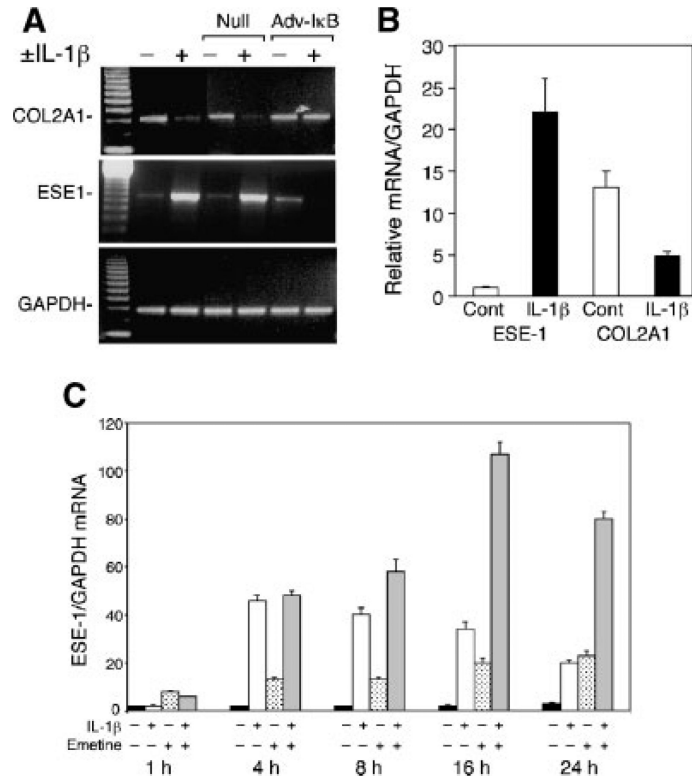 A
Null Adv-IκB
±IL-1β − + − + − +
COL2A1-
ESE1-
GAPDH-
B
Relative mRNA/GAPDH
30
25
20
15
10
5
0
Cont IL-1β Cont IL-1β
ESE-1 COL2A1
C
ESE-1/GAPDH mRNA
120
100
80
60
40
20
0
IL-1β − + − + − + − + − + − + − + − + − + − +
Emetine − − + + − − + + − − + + − − + + − − + +
1 h 4 h 8 h 16 h 24 h